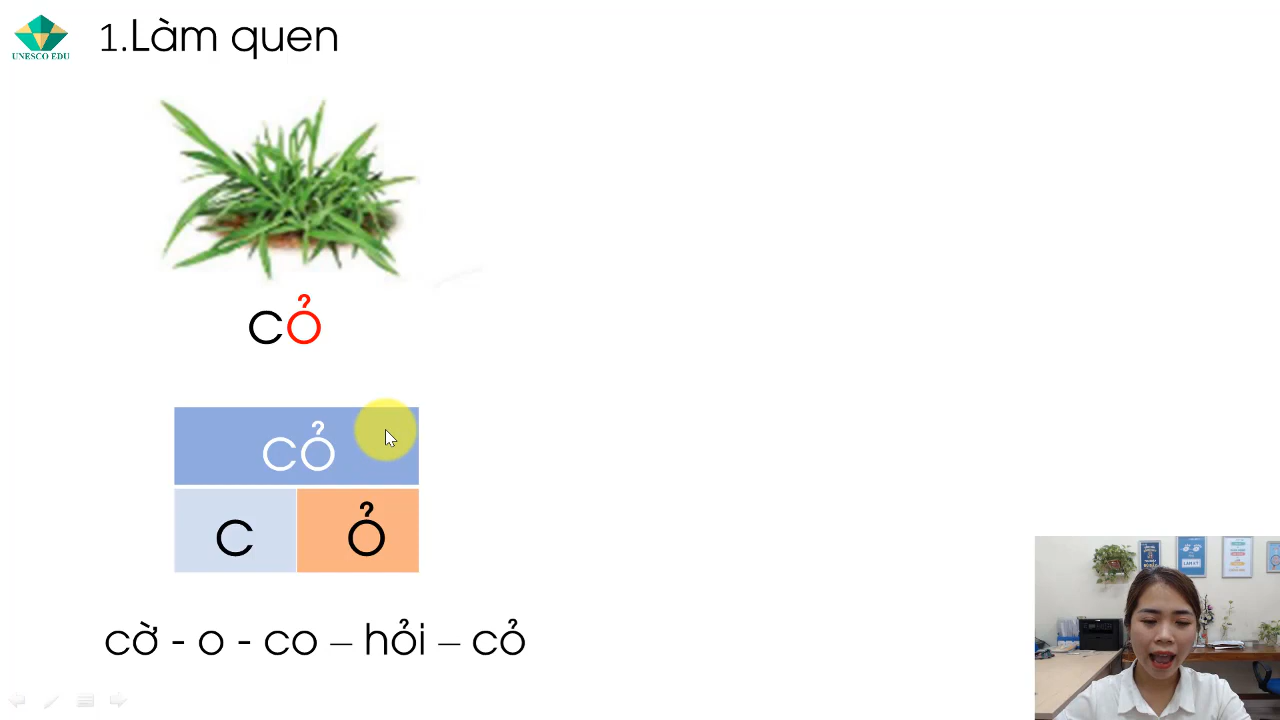 UNESCO EDU
1.Làm quen
cỏ
cỏ
c ỏ
cờ - o - co – hỏi – cỏ